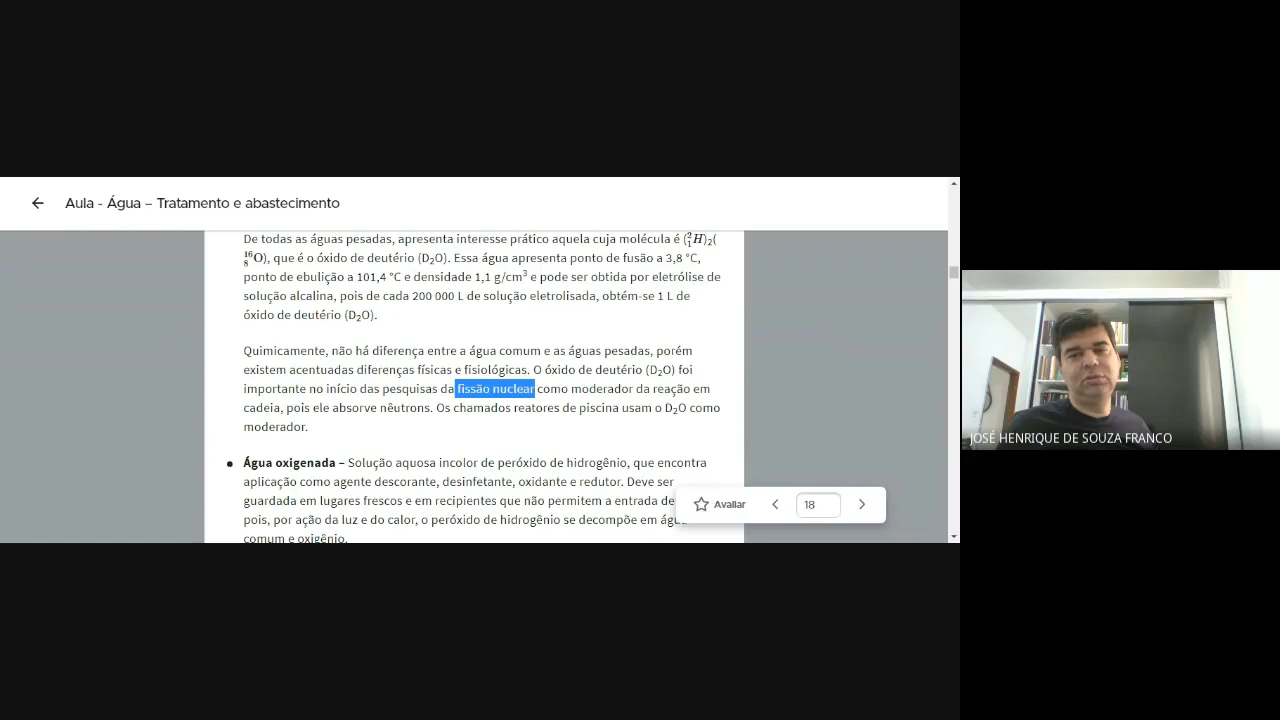 Aula - Água – Tratamento e abastecimento
De todas as águas pesadas, apresenta interesse prático aquela cuja molécula é (²₁H)₂(
¹⁶₈O), que é o óxido de deutério (D₂O). Essa água apresenta ponto de fusão a 3,8 °C,
ponto de ebulição a 101,4 °C e densidade 1,1 g/cm³ e pode ser obtida por eletrólise de
solução alcalina, pois de cada 200 000 L de solução eletrolisada, obtém-se 1 L de
óxido de deutério (D₂O).
Quimicamente, não há diferença entre a água comum e as águas pesadas, porém
existem acentuadas diferenças físicas e fisiológicas. O óxido de deutério (D₂O) foi
importante no início das pesquisas da fissão nuclear como moderador da reação em
cadeia, pois ele absorve nêutrons. Os chamados reatores de piscina usam o D₂O como
moderador.
• Água oxigenada – Solução aquosa incolor de peróxido de hidrogênio, que encontra
aplicação como agente descorante, desinfetante, oxidante e redutor. Deve ser
guardada em lugares frescos e em recipientes que não permitem a entrada de
pois, por ação da luz e do calor, o peróxido de hidrogênio se decompõe em água
comum e oxigênio.
Avaliar
18
JOSÉ HENRIQUE DE SOUZA FRANCO